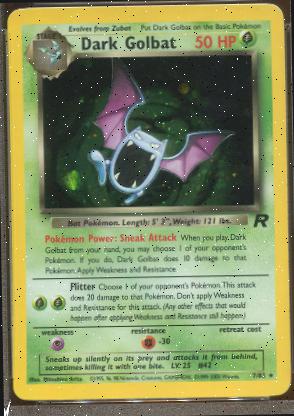 Evolves from Zubat Put Dark Golbat on the Basic Pokémon
STAGE 1
Dark Golbat 50 HP
Bat Pokémon. Length: 5' 3", Weight: 121 lbs.
R
Pokémon Power: Sneak Attack When you play Dark
Golbat from your hand, you may choose 1 of your opponent's
Pokémon. If you do, Dark Golbat does 10 damage to that
Pokémon. Apply Weakness and Resistance.
Flitter Choose 1 of your opponent's Pokémon. This attack
does 20 damage to that Pokémon. Don't apply Weakness
and Resistance for this attack. (Any other effects that would
happen after applying Weakness and Resistance still happen.)
weakness resistance retreat cost
-30
Sneaks up silently on its prey and attacks it from behind,
sometimes killing it with one bite. LV. 25 #42
Illus. Mitsuhiro Arita 7/82